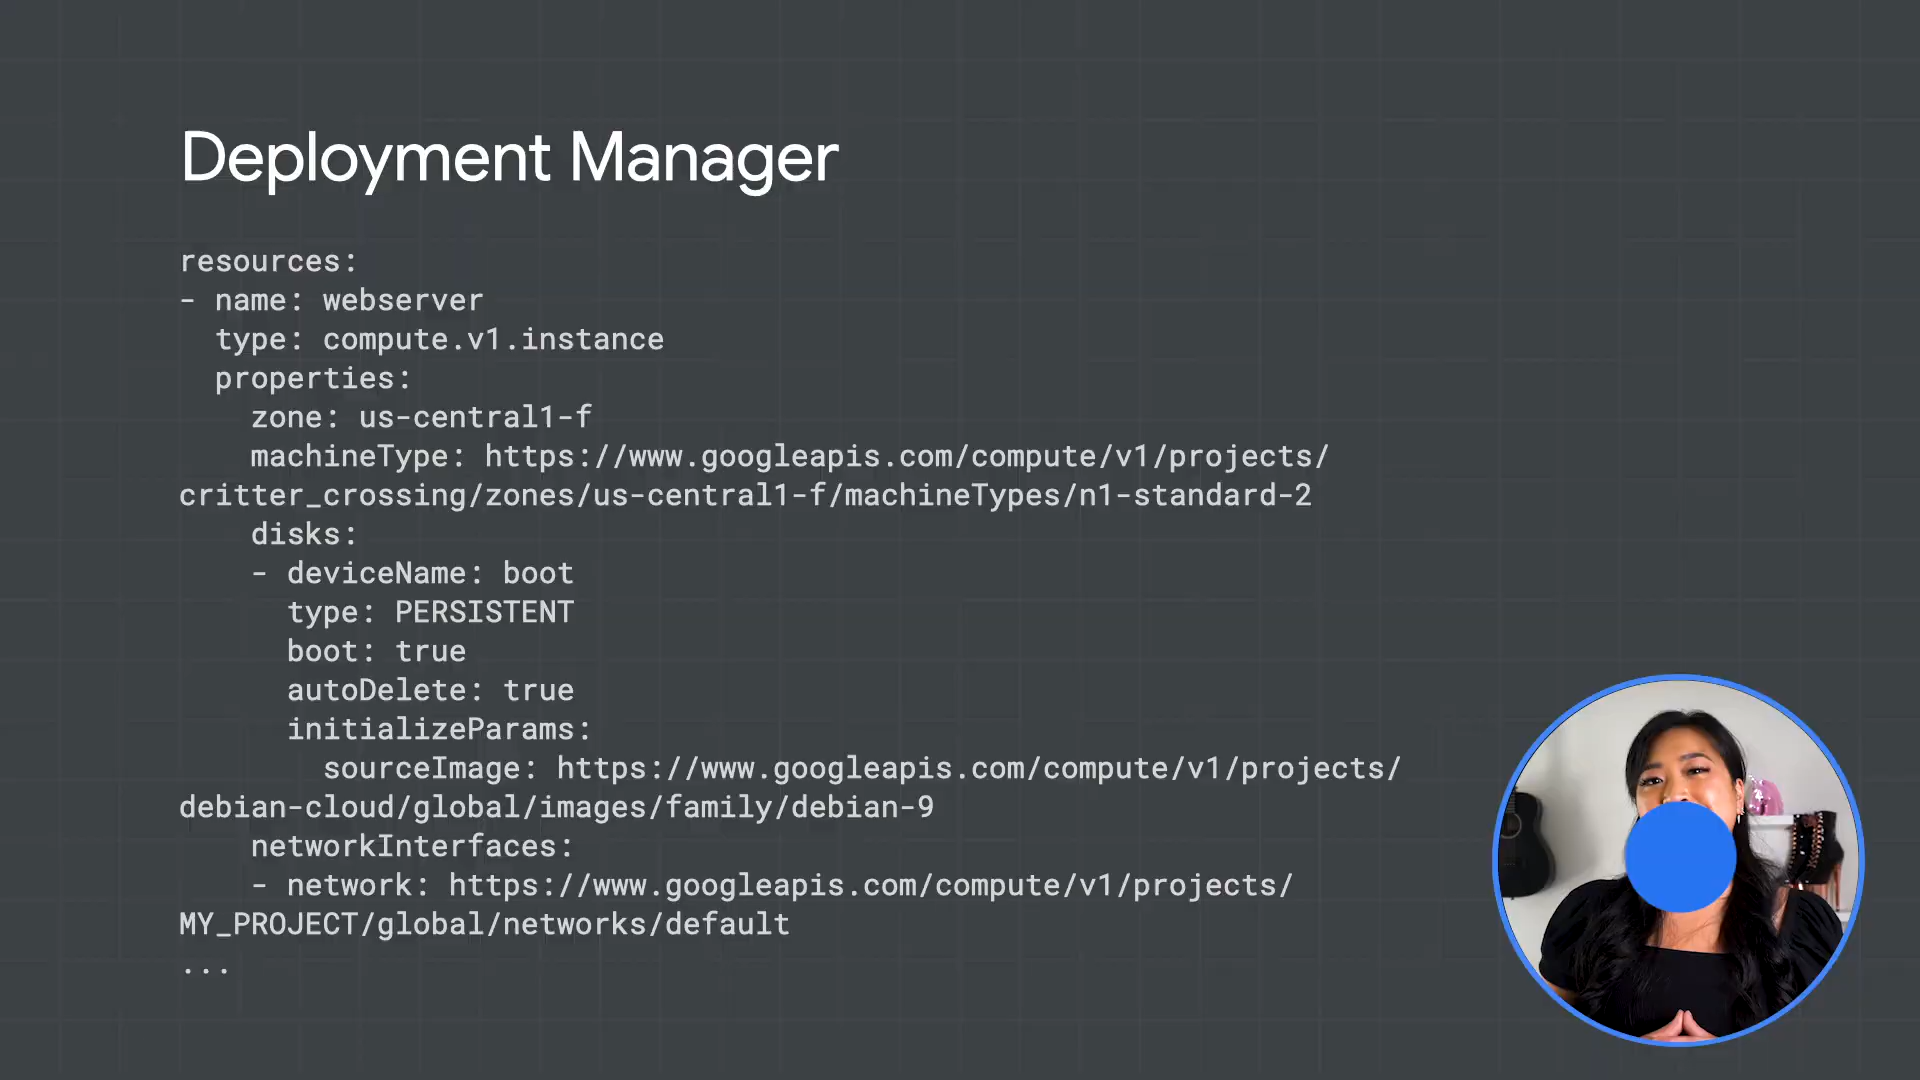 Deployment Manager
resources:
- name: webserver
  type: compute.v1.instance
  properties:
    zone: us-central1-f
    machineType: https://www.googleapis.com/compute/v1/projects/
critter_crossing/zones/us-central1-f/machineTypes/n1-standard-2
    disks:
    - deviceName: boot
      type: PERSISTENT
      boot: true
      autoDelete: true
      initializeParams:
        sourceImage: https://www.googleapis.com/compute/v1/projects/
debian-cloud/global/images/family/debian-9
    networkInterfaces:
    - network: https://www.googleapis.com/compute/v1/projects/
MY_PROJECT/global/networks/default
...